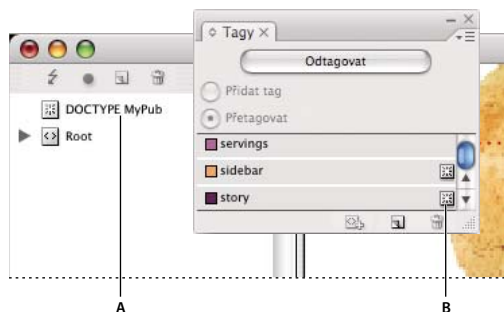 Tagy
Odtagovat
Přidat tag
Přetagovat
DOCTYPE MyPub
Root
servings
sidebar
story
A
B